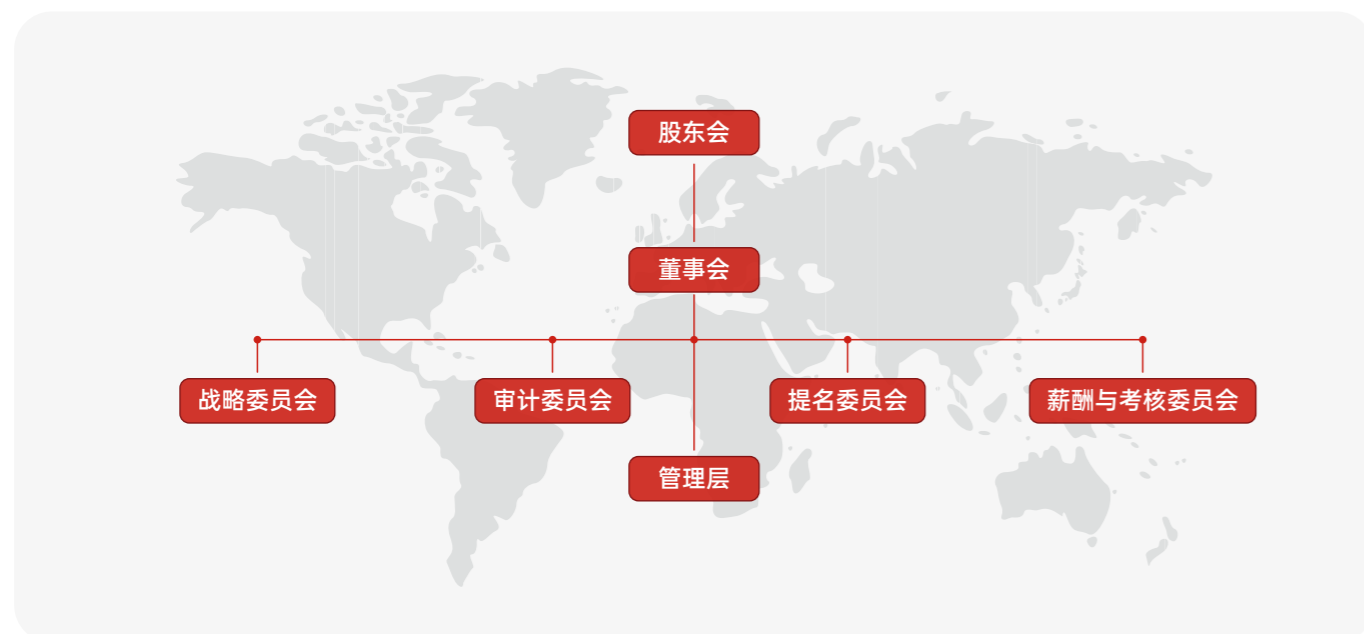 股东会
董事会
战略委员会
审计委员会
提名委员会
薪酬与考核委员会
管理层